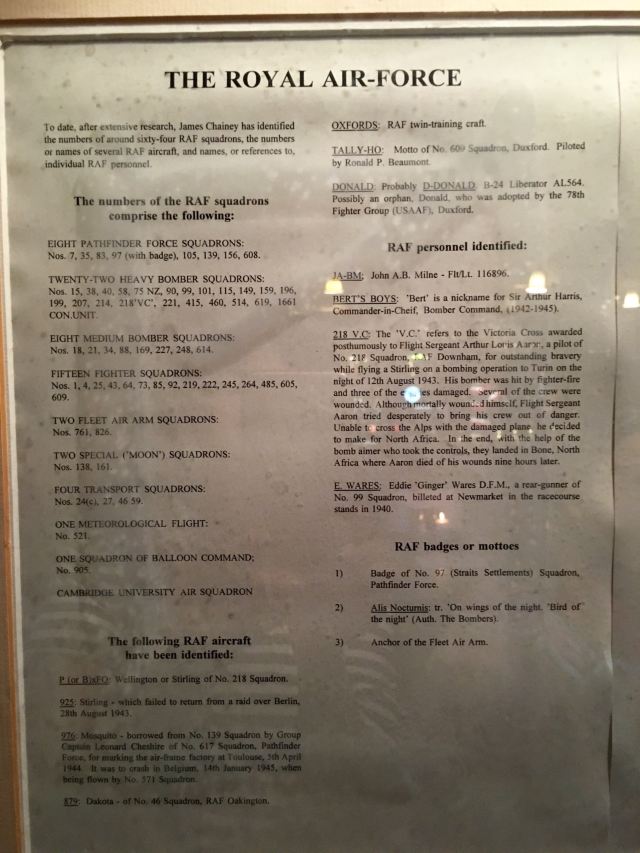 THE ROYAL AIR-FORCE
To date, after extensive research, James Chainey has identified
the numbers of around sixty-four RAF squadrons, the numbers
or names of several RAF aircraft, and names, or references to,
individual RAF personnel.
The numbers of the RAF squadrons
comprise the following:
EIGHT PATHFINDER FORCE SQUADRONS:
Nos. 7, 35, 83, 97 (with badge), 105, 139, 156, 608.
TWENTY-TWO HEAVY BOMBER SQUADRONS:
Nos. 15, 38, 40, 58, 75 NZ, 90, 99, 101, 115, 149, 159, 196,
199, 207, 214, 218'VC', 221, 415, 460, 514, 619, 1661
CON.UNIT.
EIGHT MEDIUM BOMBER SQUADRONS:
Nos. 18, 21, 34, 88, 169, 227, 248, 614.
FIFTEEN FIGHTER SQUADRONS:
Nos. 1, 4, 25, 43, 64, 73, 85, 92, 219, 222, 245, 264, 485, 605,
609.
TWO FLEET AIR ARM SQUADRONS:
Nos. 761, 826.
TWO SPECIAL ('MOON') SQUADRONS:
Nos. 138, 161.
FOUR TRANSPORT SQUADRONS:
Nos. 24(c), 27, 46 59.
ONE METEOROLOGICAL FLIGHT:
No. 521.
ONE SQUADRON OF BALLOON COMMAND;
No. 905.
CAMBRIDGE UNIVERSITY AIR SQUADRON
The following RAF aircraft
have been identified:
P (or B)xFO: Wellington or Stirling of No. 218 Squadron.
925: Stirling - which failed to return from a raid over Berlin,
28th August 1943.
976: Mosquito - borrowed from No. 139 Squadron by Group
Captain Leonard Cheshire of No. 617 Squadron, Pathfinder
Force, for marking the air-frame factory at Toulouse, 5th April
1944. It was to crash in Belgium, 14th January 1945, when
being flown by No. 571 Squadron.
879: Dakota - of No. 46 Squadron, RAF Oakington.
OXFORDS: RAF twin-training craft.
TALLY-HO: Motto of No. 609 Squadron, Duxford. Piloted
by Ronald P. Beaumont.
DONALD: Probably D-DONALD, B-24 Liberator AL564.
Possibly an orphan, Donald, who was adopted by the 78th
Fighter Group (USAAF), Duxford.
RAF personnel identified:
JA-BM; John A.B. Milne - Flt/Lt. 116896.
BERT'S BOYS: 'Bert' is a nickname for Sir Arthur Harris,
Commander-in-Cheif, Bomber Command, (1942-1945).
218 V.C: The 'V.C.' refers to the Victoria Cross awarded
posthumously to Flight Sergeant Arthur Loris Aaron, a pilot of
No. 218 Squadron, RAF Downham, for outstanding bravery
while flying a Stirling on a bombing operation to Turin on the
night of 12th August 1943. His bomber was hit by fighter-fire
and three of the engines damaged. Several of the crew were
wounded. Although mortally wounded himself, Flight Sergeant
Aaron tried desperately to bring his crew out of danger.
Unable to cross the Alps with the damaged plane, he decided
to make for North Africa. In the end, with the help of the
bomb aimer who took the controls, they landed in Bone, North
Africa where Aaron died of his wounds nine hours later.
E. WARES: Eddie 'Ginger' Wares D.F.M., a rear-gunner of
No. 99 Squadron, billeted at Newmarket in the racecourse
stands in 1940.
RAF badges or mottoes
1) Badge of No. 97 (Straits Settlements) Squadron,
Pathfinder Force.
2) Alis Nocturnis: tr. 'On wings of the night. 'Bird of
the night' (Auth. The Bombers).
3) Anchor of the Fleet Air Arm.